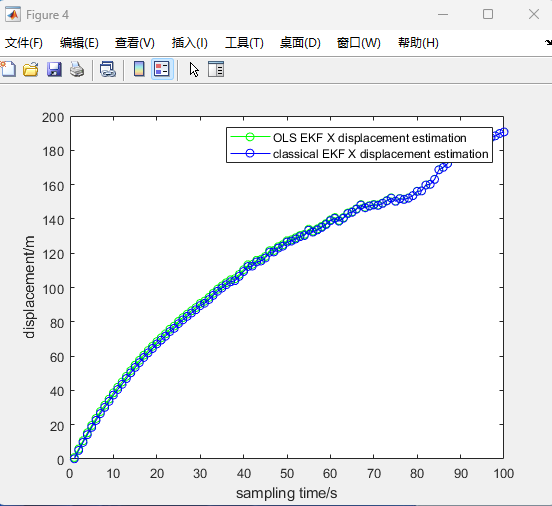 Figure 4
文件(F) 编辑(E) 查看(V) 插入(I) 工具(T) 桌面(D) 窗口(W) 帮助(H)
OLS EKF X displacement estimation
classical EKF X displacement estimation
displacement/m
200
180
160
140
120
100
80
60
40
20
0
0 10 20 30 40 50 60 70 80 90 100
sampling time/s